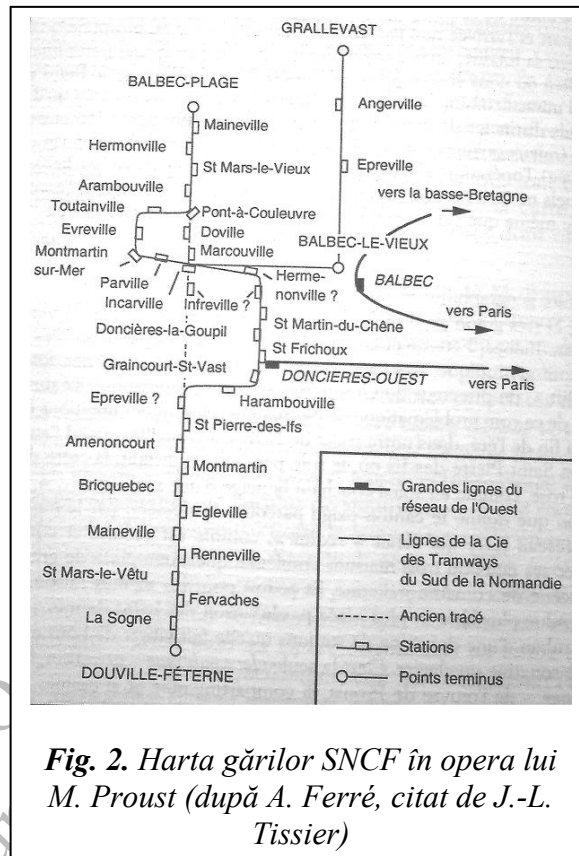 GRALLEVAST
BALBEC-PLAGE
Maineville
Angerville
Hermonville
St Mars-le-Vieux
Epreville
Arambouville
vers la basse-Bretagne
Toutainville
Pont-à-Couleuvre
Evreville
Doville
BALBEC-LE-VIEUX
Montmartin
sur-Mer
Marcouville
BALBEC
Parville
Herme-
nonville ?
Incarville
Infreville ?
vers Paris
St Martin-du-Chêne
Doncières-la-Goupil
St Frichoux
Graincourt-St-Vast
DONCIERES-OUEST
vers Paris
Epreville ?
Harambouville
St Pierre-des-Ifs
Amenoncourt
Montmartin
Bricquebec
Egleville
Maineville
Renneville
St Mars-le-Vêtu
Fervaches
La Sogne
DOUVILLE-FÉTERNE
Grandes lignes du
réseau de l'Ouest
Lignes de la Cie
des Tramways
du Sud de la Normandie
Ancien tracé
Stations
Points terminus
Fig. 2. Harta gărilor SNCF în opera lui
M. Proust (după A. Ferré, citat de J.-L.
Tissier)